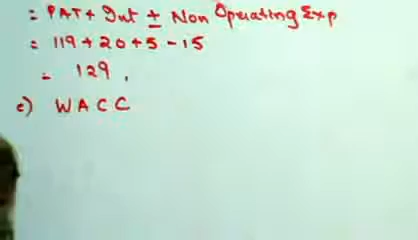 = PAT + Int ± Non Operating Exp
= 119 + 20 + 5 - 15
= 129.
e) WACC